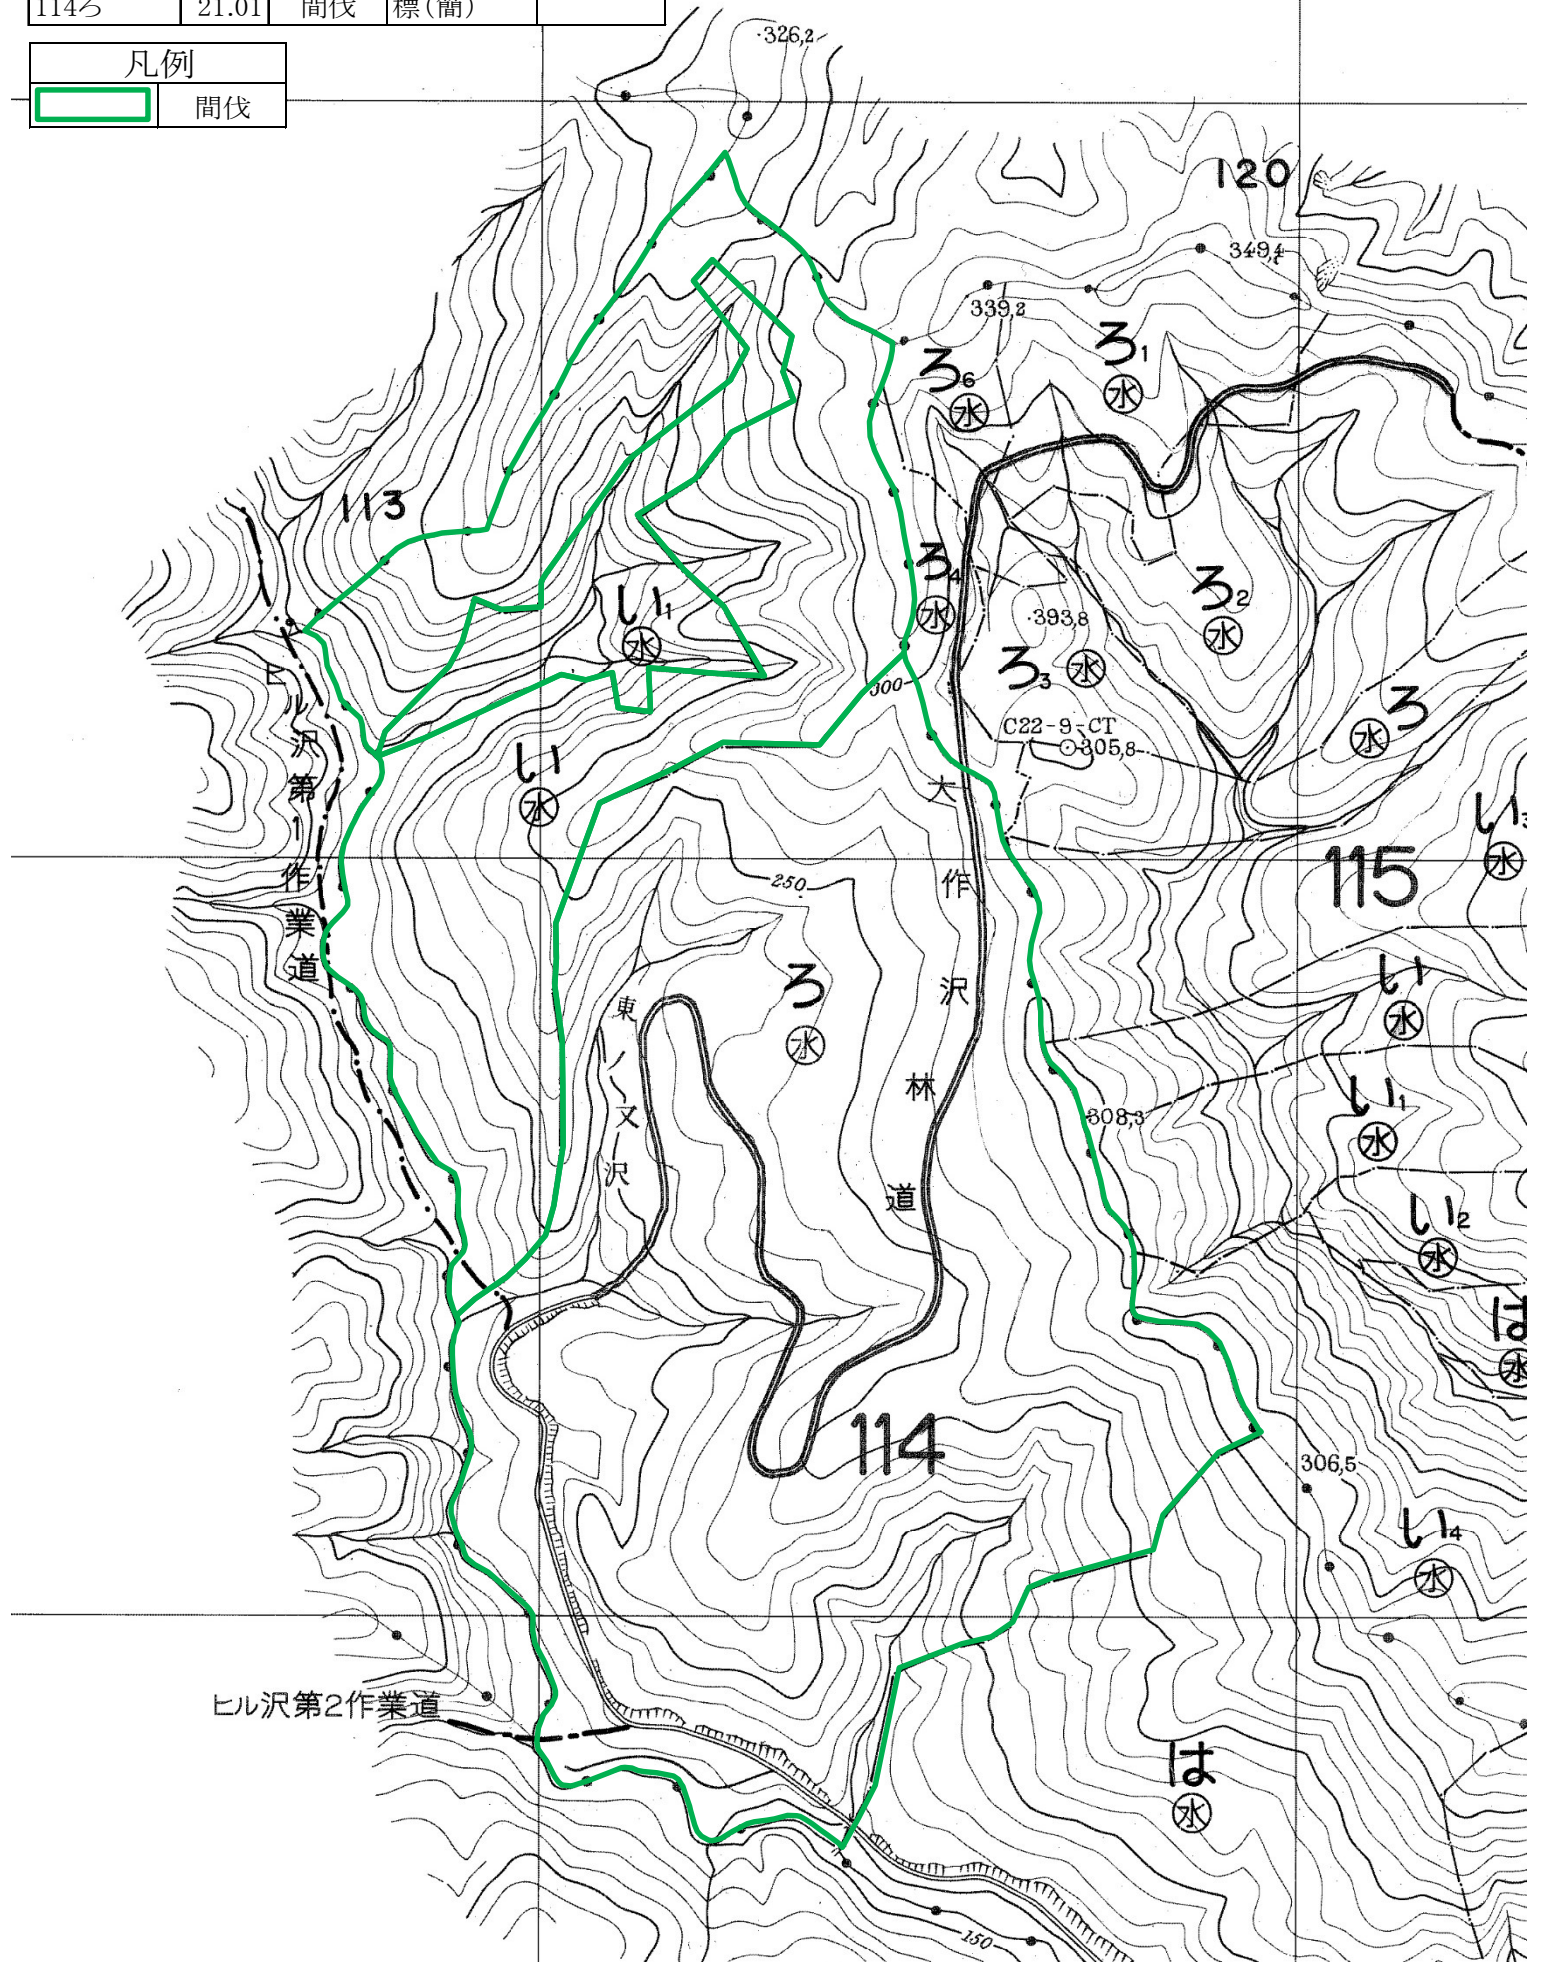 114ろ 21.01 間伐 標(簡)
凡例
間伐
326,2
120
349,4
339,2
ろ1
水
ろ6
水
113
ろ4
水
ろ2
水
い1
水
393,8
ろ3
水
300
ろ
水
C22-9-CT
305,8
ヒル沢第1作業道
い
水
大作沢林道
い3
水
115
250
ろ
水
い
水
東ノ又沢
308,3
い1
水
い2
水
は
水
114
306,5
い4
水
ヒル沢第2作業道
は
水
150